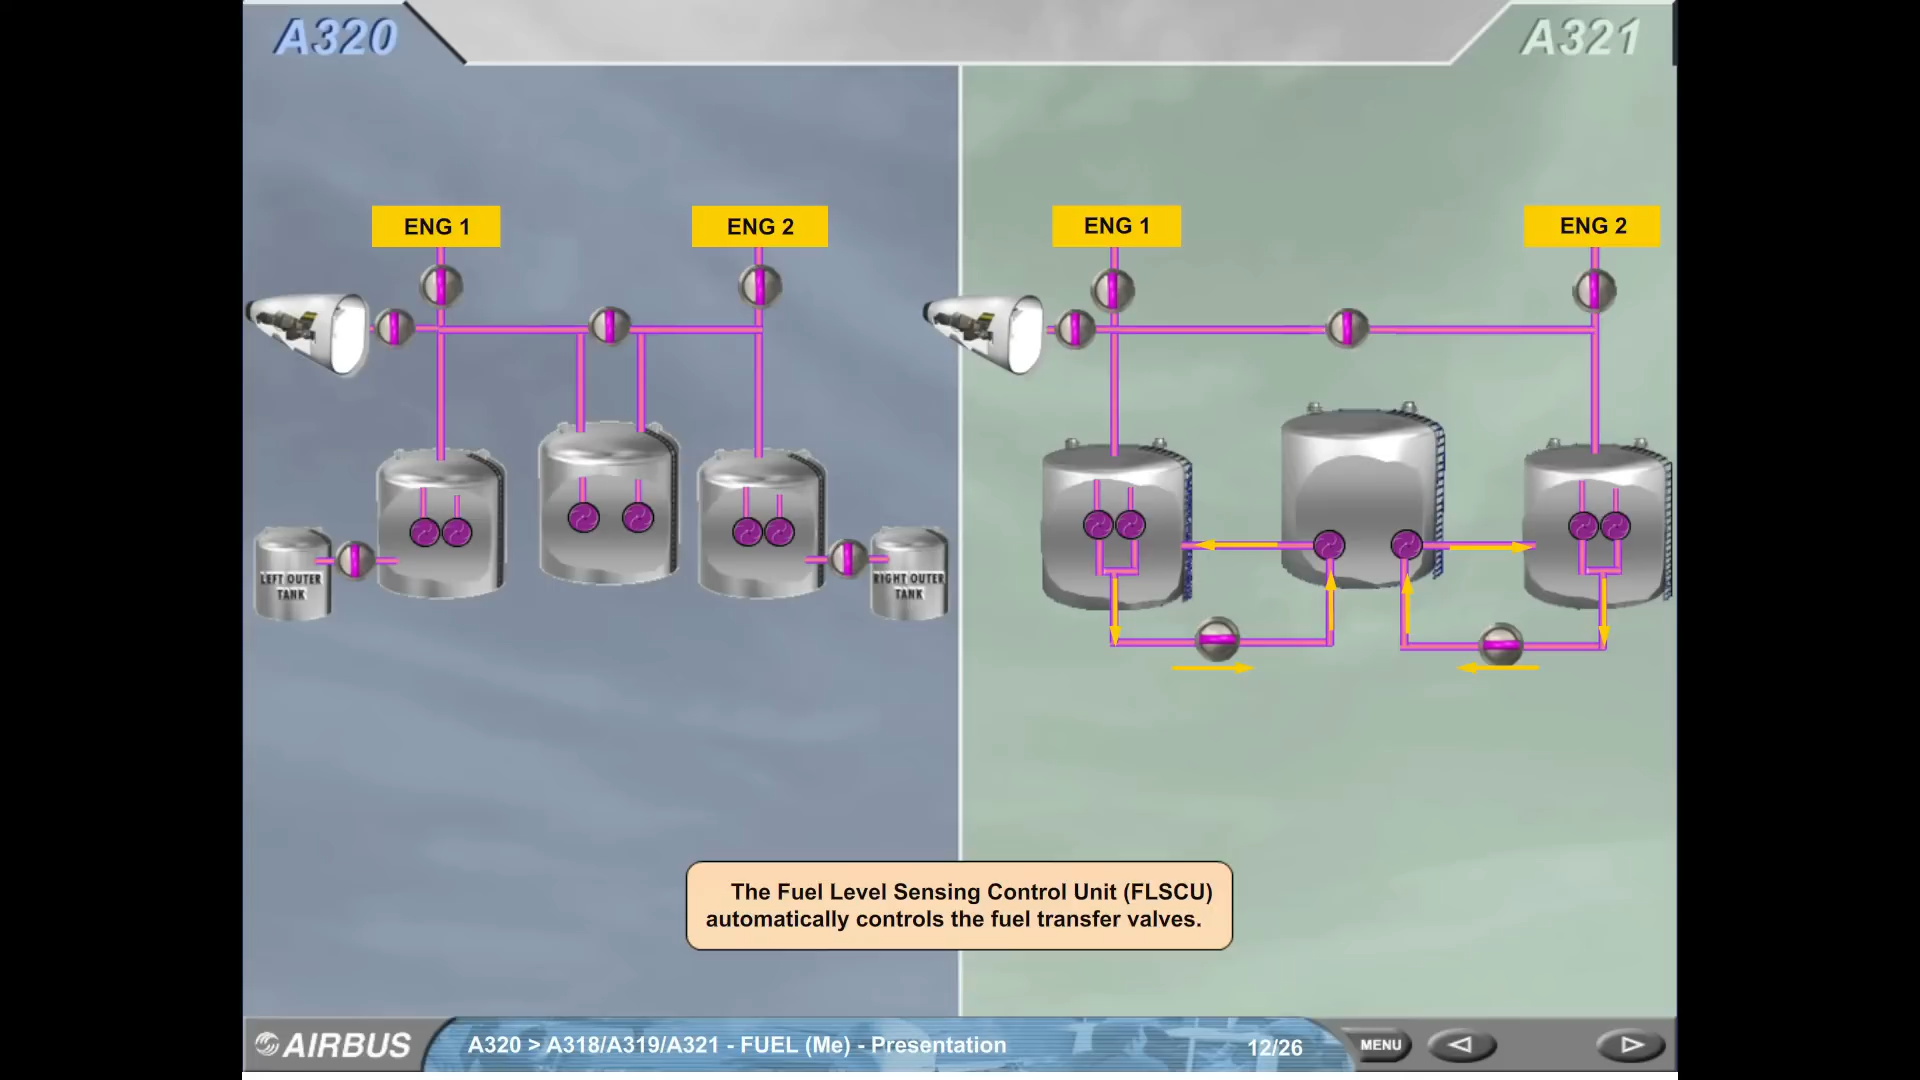 A320
A321
ENG 1
ENG 2
ENG 1
ENG 2
LEFT OUTER
TANK
RIGHT OUTER
TANK
The Fuel Level Sensing Control Unit (FLSCU)
automatically controls the fuel transfer valves.
AIRBUS
A320 > A318/A319/A321 - FUEL (Me) - Presentation
12/26
MENU